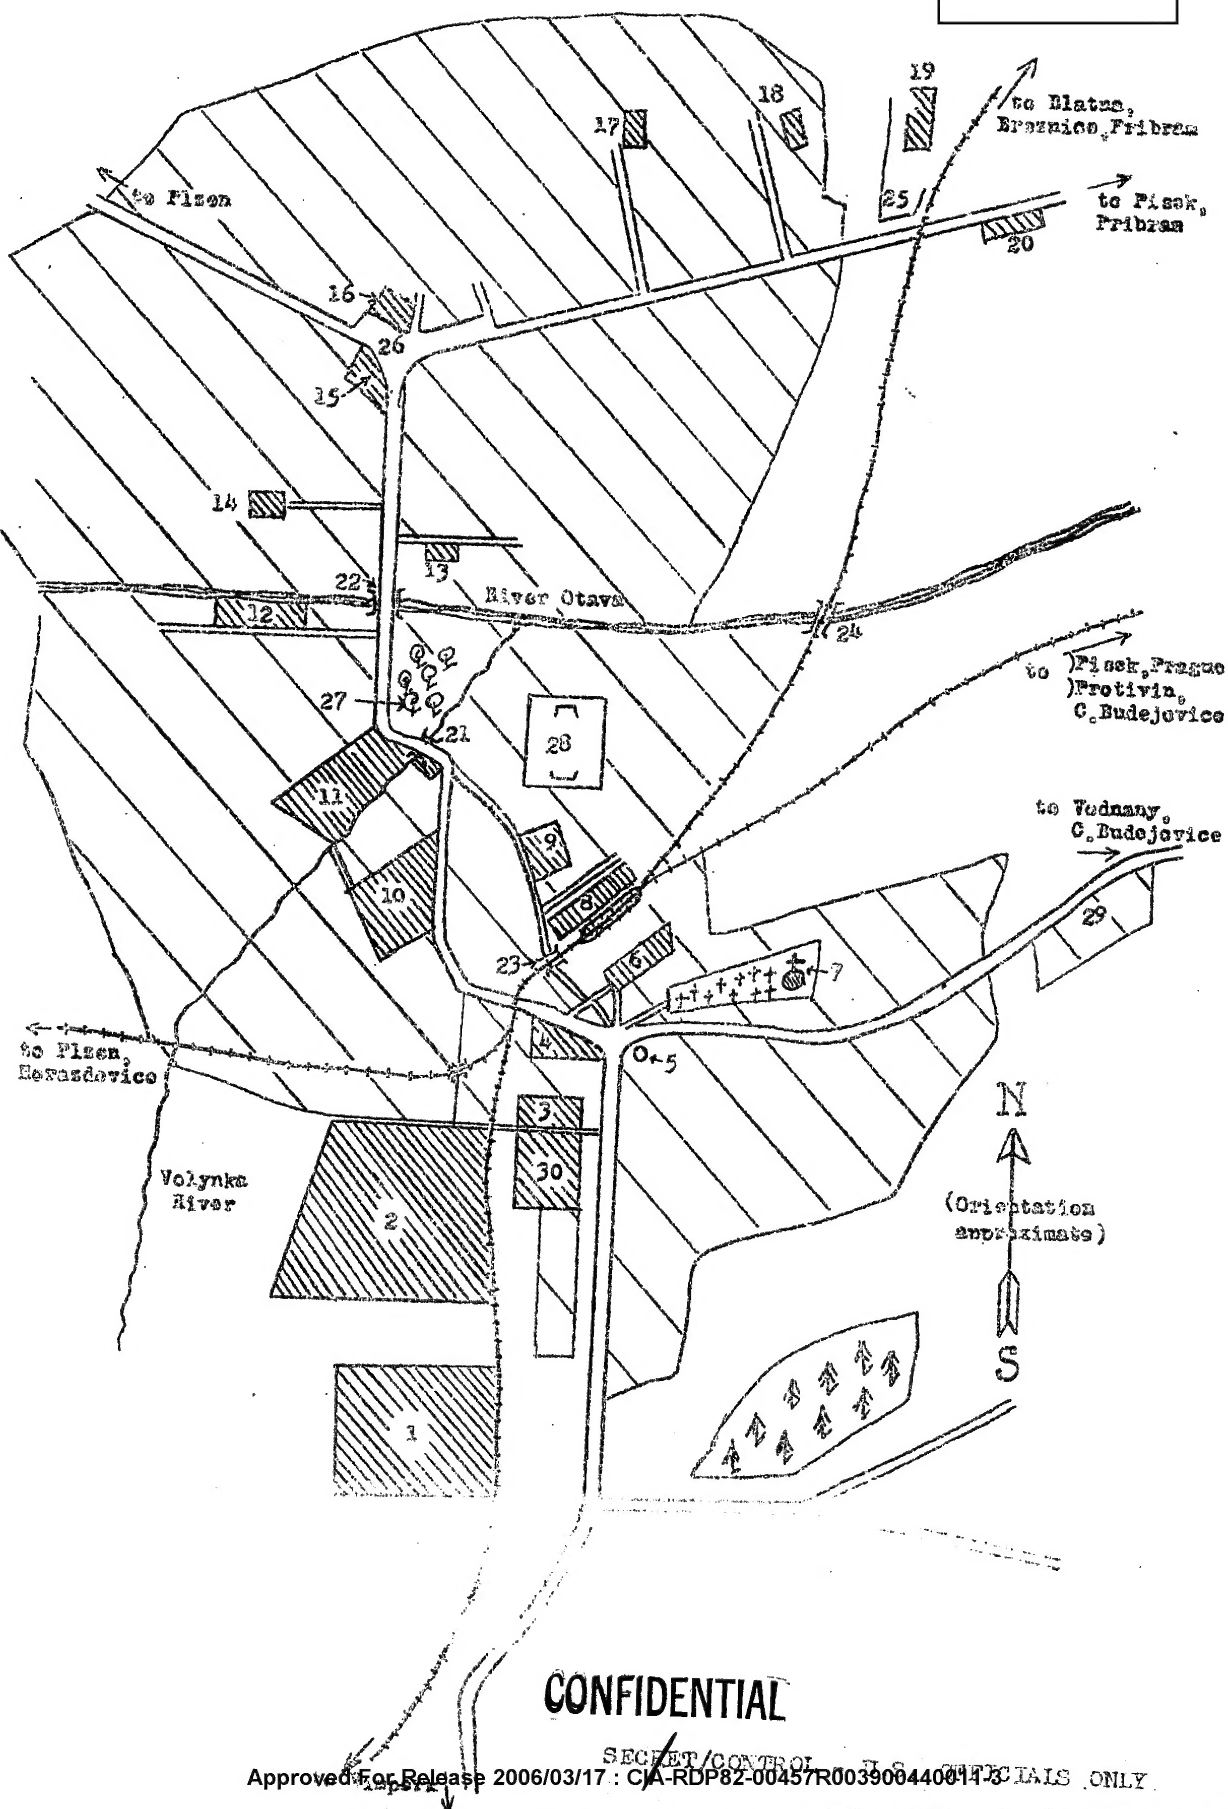 19
18
17
to Blatna,
Breznice, Pribram
to Plzen
25
to Pisek,
Pribram
20
16
26
15
14
13
22
River Otava
12
24
to )Pisek, Prague
)Protivin,
C. Budejovice
27
21
28
11
to Vodnany,
C. Budejovice
9
10
8
29
23
6
7
4
5
to Plzen,
Horazdovice
3
N
30
Volynka
River
2
(Orientation
approximate)
S
1
CONFIDENTIAL
SECRET/CONTROL - U.S. OFFICIALS ONLY
Approved For Release 2006/03/17 : CIA-RDP82-00457R003900440011-3